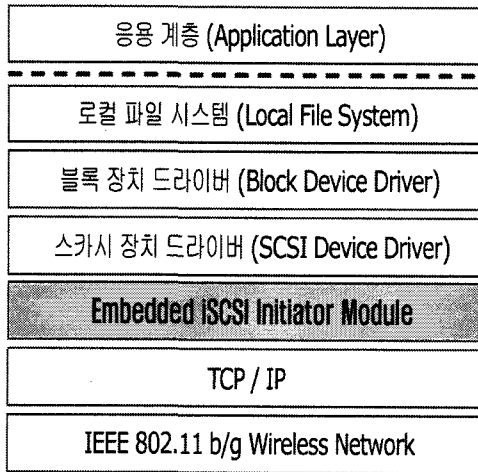 응용 계층 (Application Layer)
로컬 파일 시스템 (Local File System)
블록 장치 드라이버 (Block Device Driver)
스카시 장치 드라이버 (SCSI Device Driver)
Embedded iSCSI Initiator Module
TCP / IP
IEEE 802.11 b/g Wireless Network